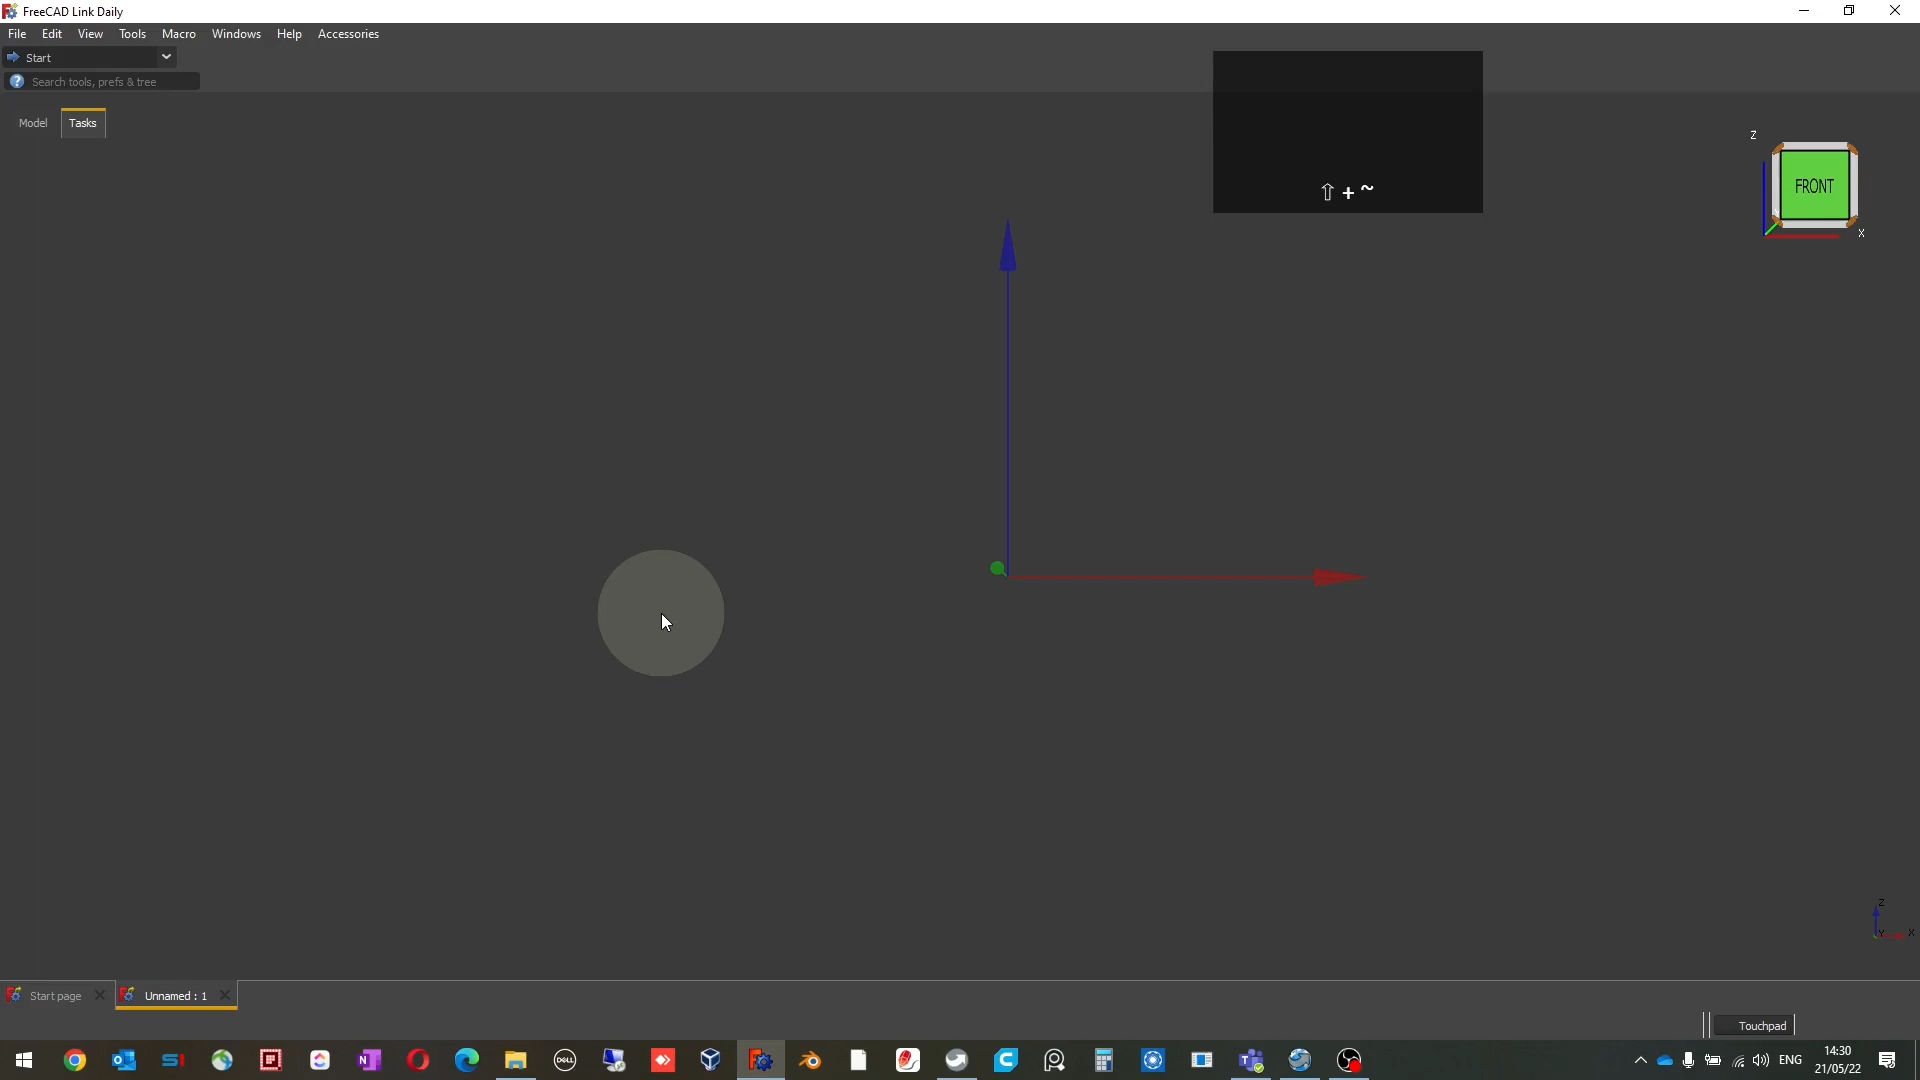 FreeCAD Link Daily
File Edit View Tools Macro Windows Help Accessories
Start
Search tools, prefs & tree
Model Tasks
⇧ + ~
Z
FRONT
X
Z
Y X
Start page Unnamed : 1
Touchpad
ENG
14:30
21/05/22